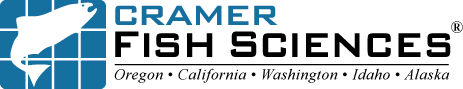 CRAMER
FISH SCIENCES®
Oregon • California • Washington • Idaho • Alaska